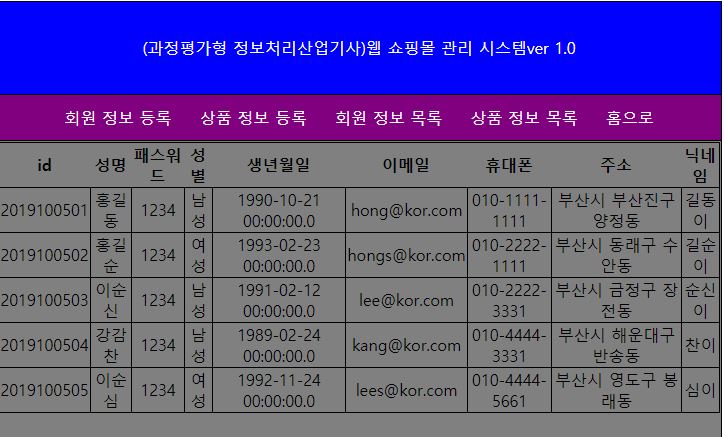 (과정평가형 정보처리산업기사)웹 쇼핑몰 관리 시스템ver 1.0
회원 정보 등록 상품 정보 등록 회원 정보 목록 상품 정보 목록 홈으로
id 성명 패스워드 성별 생년월일 이메일 휴대폰 주소 닉네임
2019100501 홍길동 1234 남성 1990-10-21 00:00:00.0 hong@kor.com 010-1111-1111 부산시 부산진구 양정동 길동이
2019100502 홍길순 1234 여성 1993-02-23 00:00:00.0 hongs@kor.com 010-2222-1111 부산시 동래구 수안동 길순이
2019100503 이순신 1234 남성 1991-02-12 00:00:00.0 lee@kor.com 010-2222-3331 부산시 금정구 장전동 순신이
2019100504 강감찬 1234 남성 1989-02-24 00:00:00.0 kang@kor.com 010-4444-3331 부산시 해운대구 반송동 찬이
2019100505 이순심 1234 여성 1992-11-24 00:00:00.0 lees@kor.com 010-4444-5661 부산시 영도구 봉래동 심이